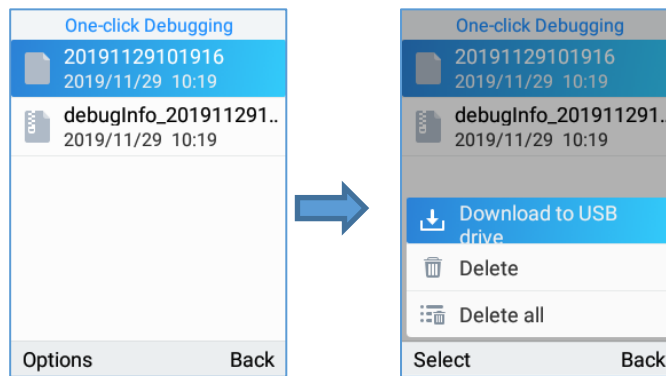 One-click Debugging
20191129101916
2019/11/29 10:19
debugInfo_201911291..
2019/11/29 10:19
Options Back
One-click Debugging
20191129101916
2019/11/29 10:19
debugInfo_201911291..
2019/11/29 10:19
Download to USB
drive
Delete
Delete all
Select Back